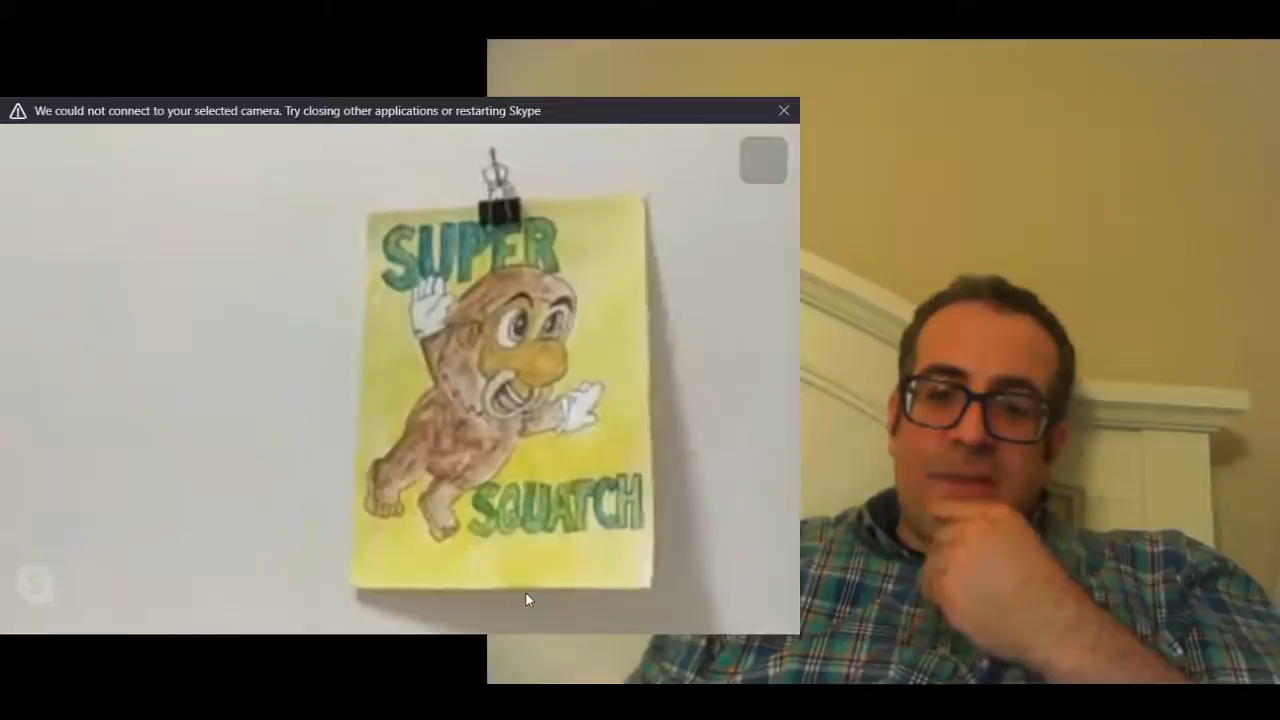 We could not connect to your selected camera. Try closing other applications or restarting Skype
SUPER
SQUATCH